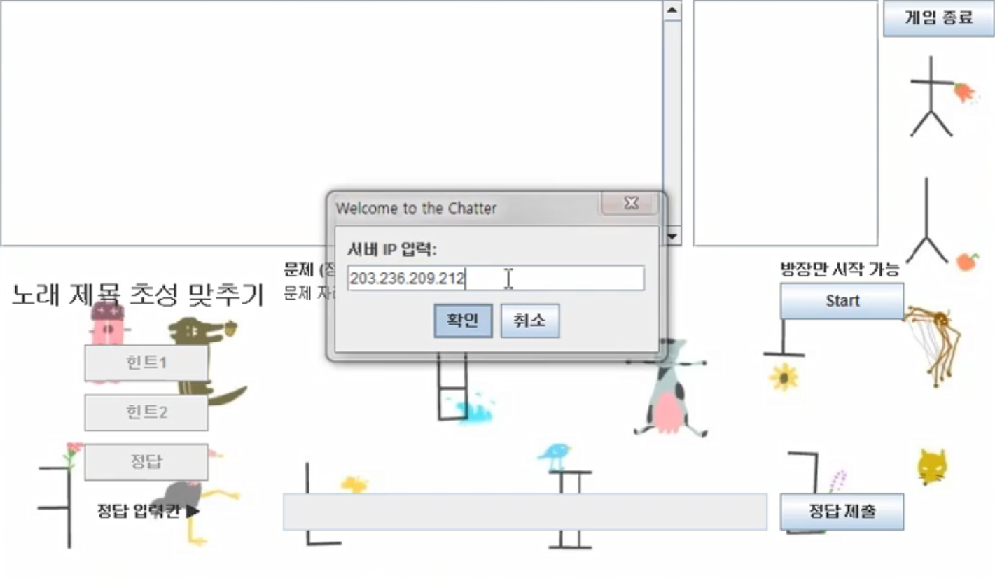 게임 종료
Welcome to the Chatter
서버 IP 입력:
203.236.209.212
확인
취소
문제 (정
문제 자리
방장만 시작 가능
Start
노래 제목 초성 맞추기
힌트1
힌트2
정답
정답 입력칸 ▶
정답 제출